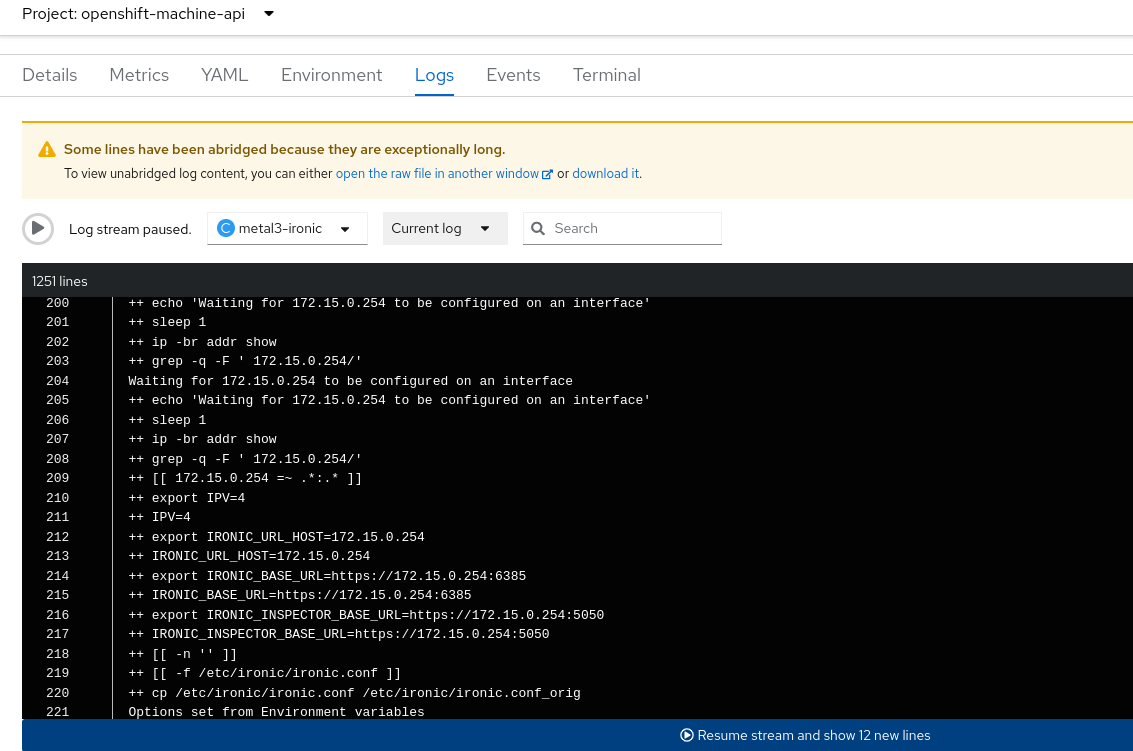 Project: openshift-machine-api
Details Metrics YAML Environment Logs Events Terminal
Some lines have been abridged because they are exceptionally long.
To view unabridged log content, you can either open the raw file in another window or download it.
Log stream paused. C metal3-ironic Current log Search
1251 lines
200 ++ echo 'Waiting for 172.15.0.254 to be configured on an interface'
201 ++ sleep 1
202 ++ ip -br addr show
203 ++ grep -q -F ' 172.15.0.254/'
204 Waiting for 172.15.0.254 to be configured on an interface
205 ++ echo 'Waiting for 172.15.0.254 to be configured on an interface'
206 ++ sleep 1
207 ++ ip -br addr show
208 ++ grep -q -F ' 172.15.0.254/'
209 ++ [[ 172.15.0.254 =~ .*:.* ]]
210 ++ export IPV=4
211 ++ IPV=4
212 ++ export IRONIC_URL_HOST=172.15.0.254
213 ++ IRONIC_URL_HOST=172.15.0.254
214 ++ export IRONIC_BASE_URL=https://172.15.0.254:6385
215 ++ IRONIC_BASE_URL=https://172.15.0.254:6385
216 ++ export IRONIC_INSPECTOR_BASE_URL=https://172.15.0.254:5050
217 ++ IRONIC_INSPECTOR_BASE_URL=https://172.15.0.254:5050
218 ++ [[ -n '' ]]
219 ++ [[ -f /etc/ironic/ironic.conf ]]
220 ++ cp /etc/ironic/ironic.conf /etc/ironic/ironic.conf_orig
221 Options set from Environment variables
Resume stream and show 12 new lines